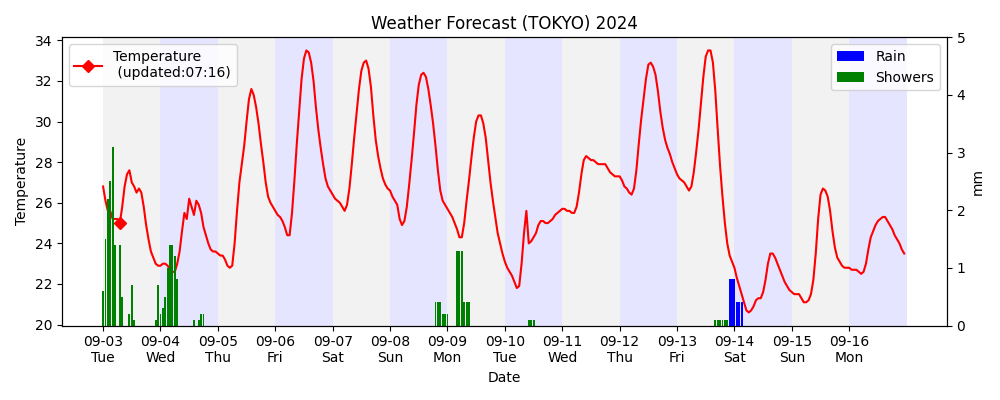 Weather Forecast (TOKYO) 2024
Temperature
(updated:07:16)
Rain
Showers
34
32
30
28
26
24
22
20
Temperature
5
4
3
2
1
0
mm
09-03 09-04 09-05 09-06 09-07 09-08 09-09 09-10 09-11 09-12 09-13 09-14 09-15 09-16
Tue Wed Thu Fri Sat Sun Mon Tue Wed Thu Fri Sat Sun Mon
Date